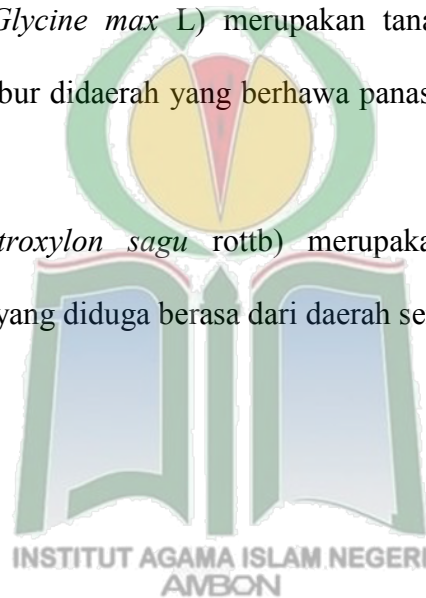 Glycine max L) merupakan tana
bur didaerah yang berhawa panas
troxylon sagu rottb) merupaka
yang diduga berasa dari daerah se
INSTITUT AGAMA ISLAM NEGERI
AMBON